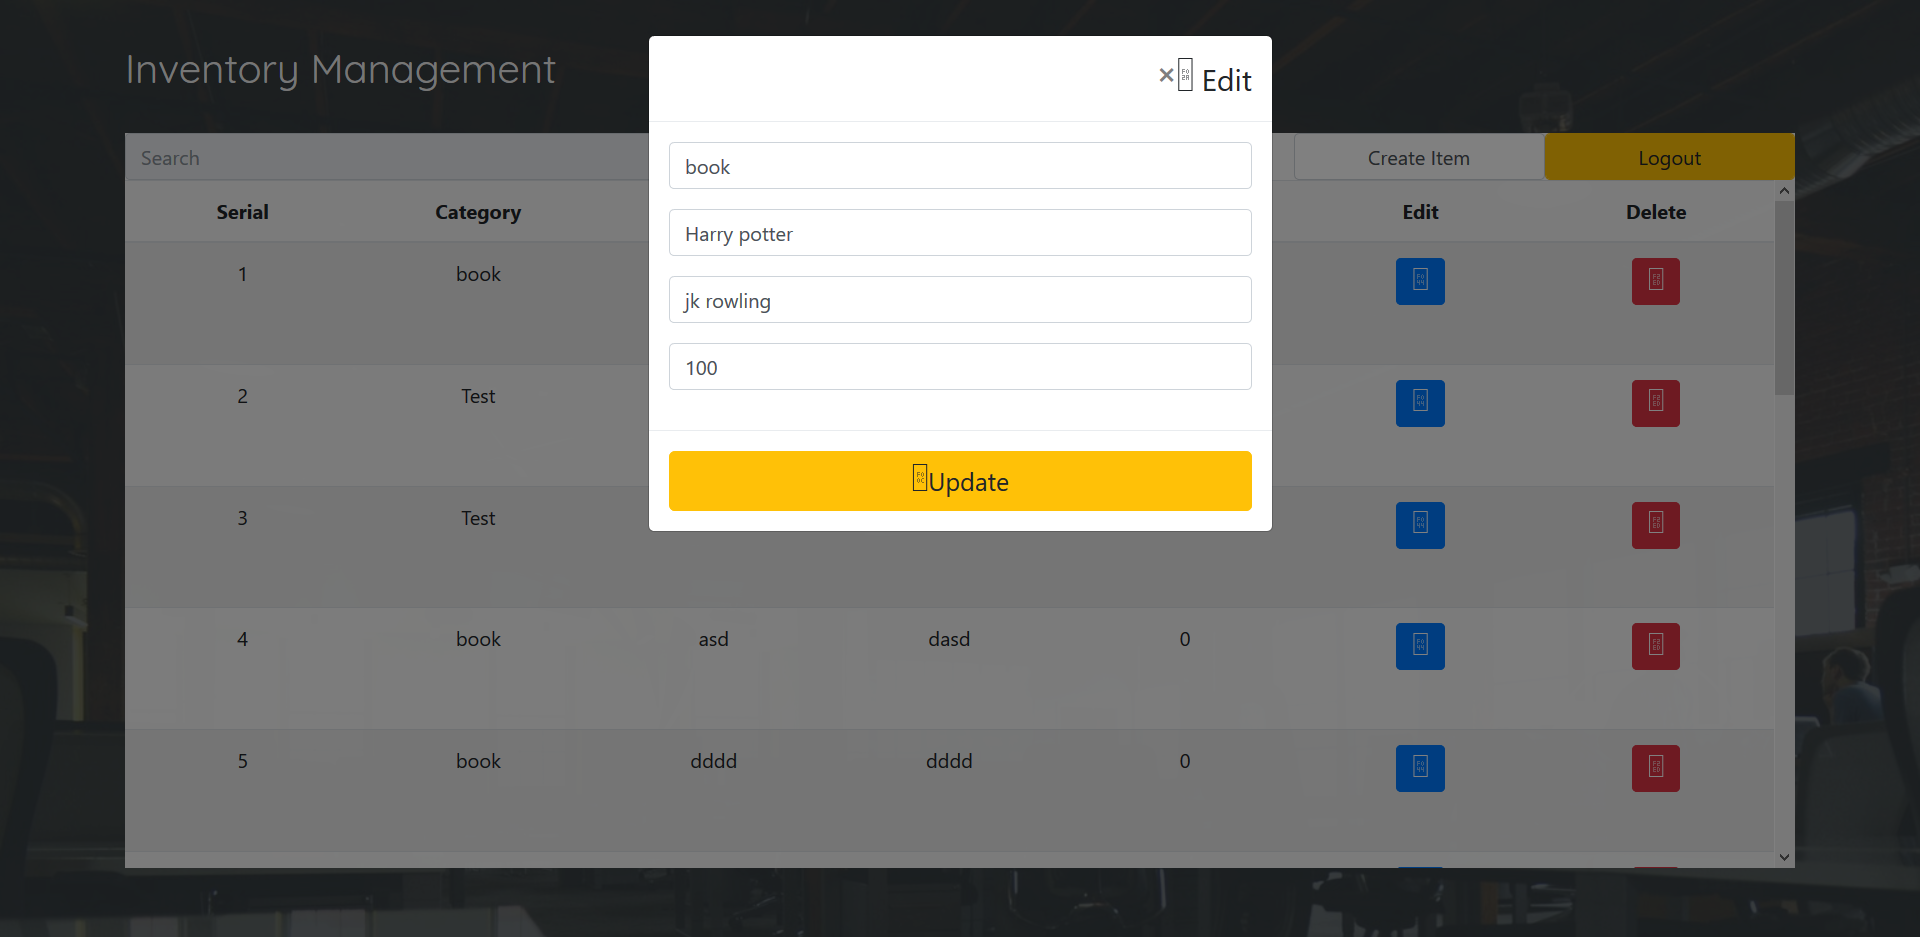 Inventory Management
× Edit
Search
Create Item
Logout
book
Harry potter
jk rowling
100
Update
Serial Category Edit Delete
1 book
2 Test
3 Test
4 book asd dasd 0
5 book dddd dddd 0